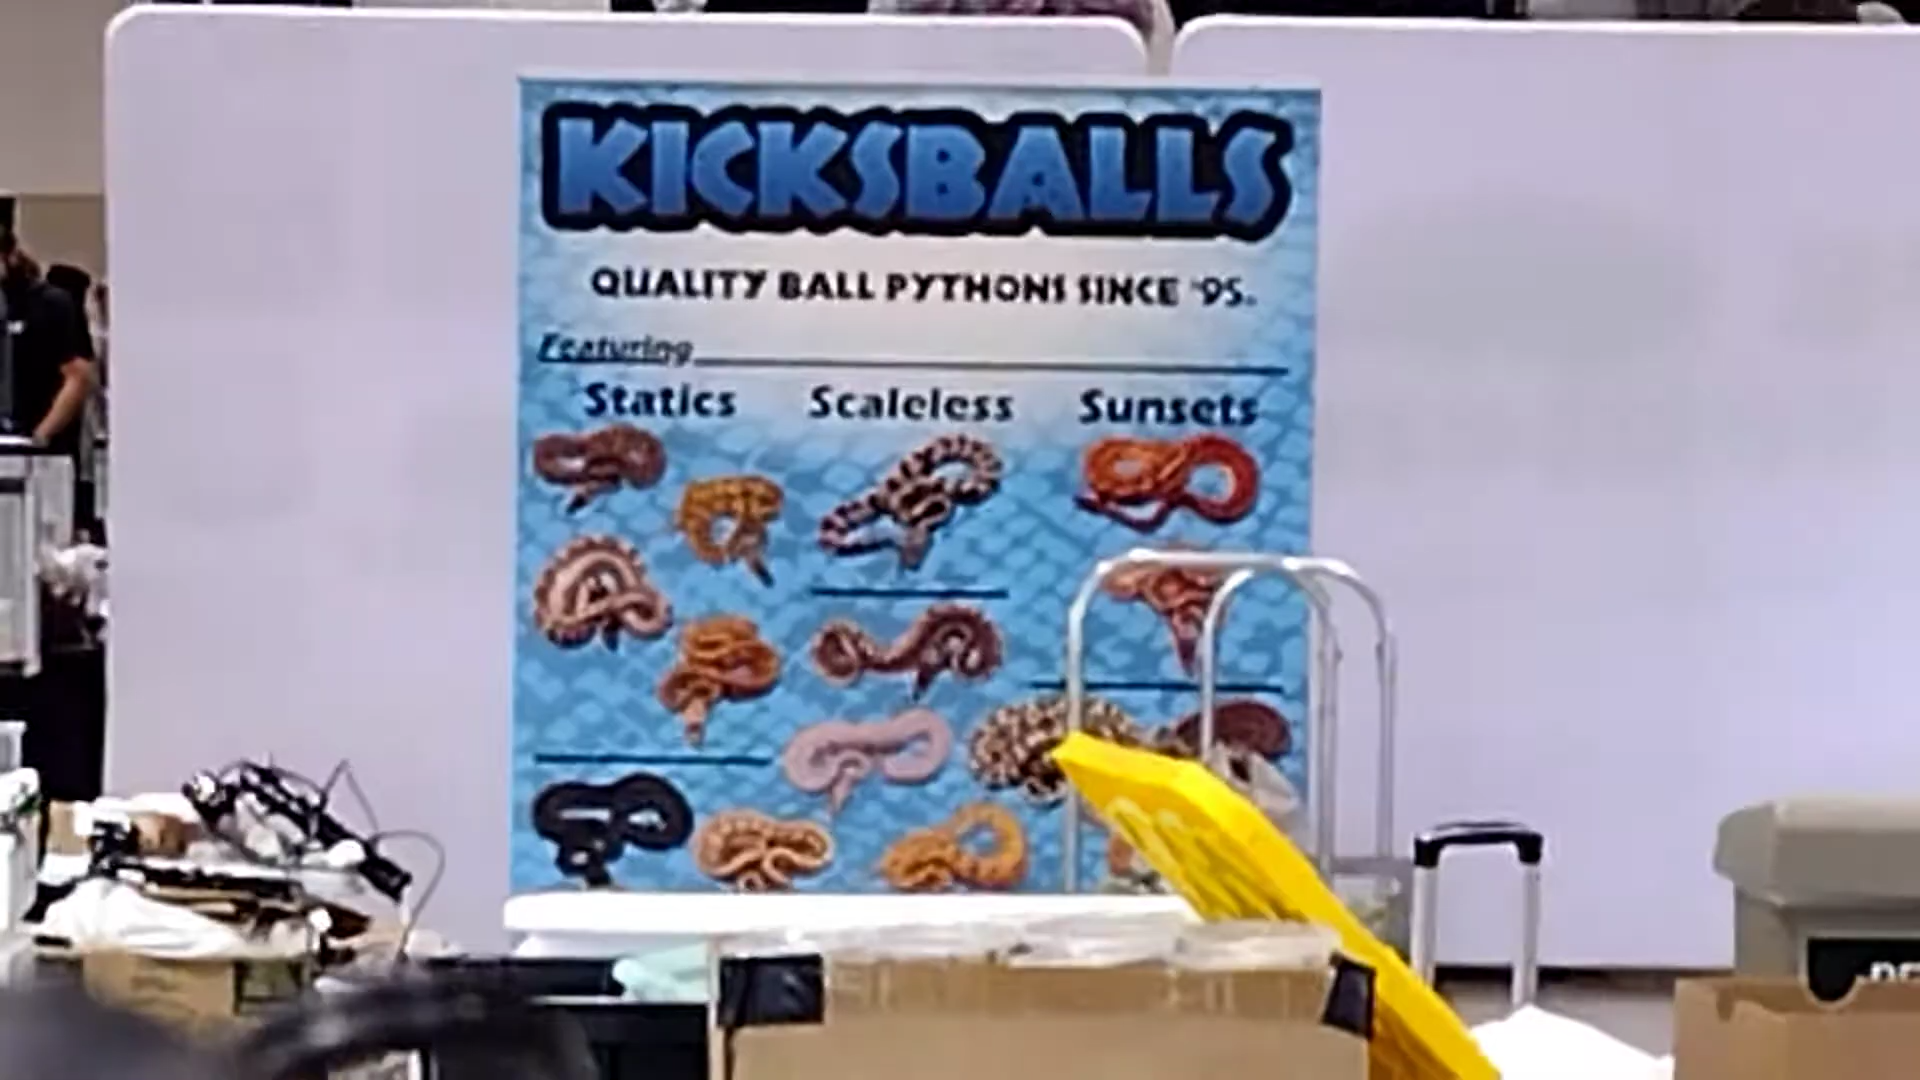 KICKSBALLS
QUALITY BALL PYTHONS SINCE '95.
Featuring
Statics Scaleless Sunsets